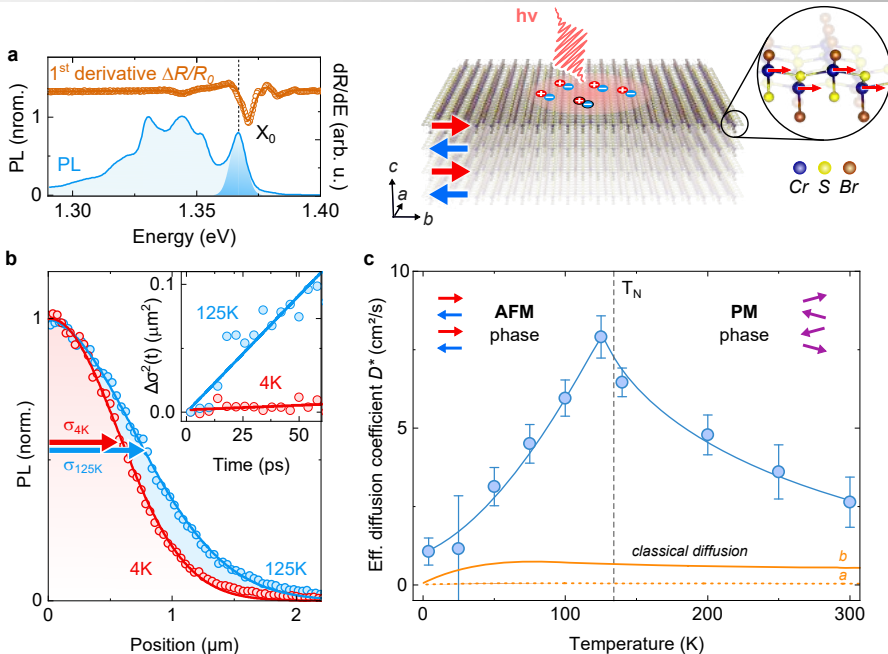 a
1st derivative ΔR/R0
PL (nrom.)
1
0
X0
PL
dR/dE (arb. u.)
1.30
1.35
1.40
Energy (eV)
hν
c
a
b
Cr
S
Br
b
PL (norm.)
1
0
σ4K
σ125K
4K
125K
0
1
2
Position (μm)
Δσ²(t) (μm²)
0.1
0.0
125K
4K
0
25
50
Time (ps)
c
Eff. diffusion coefficient D* (cm²/s)
10
5
0
AFM
phase
TN
PM
phase
classical diffusion
b
a
0
100
200
300
Temperature (K)